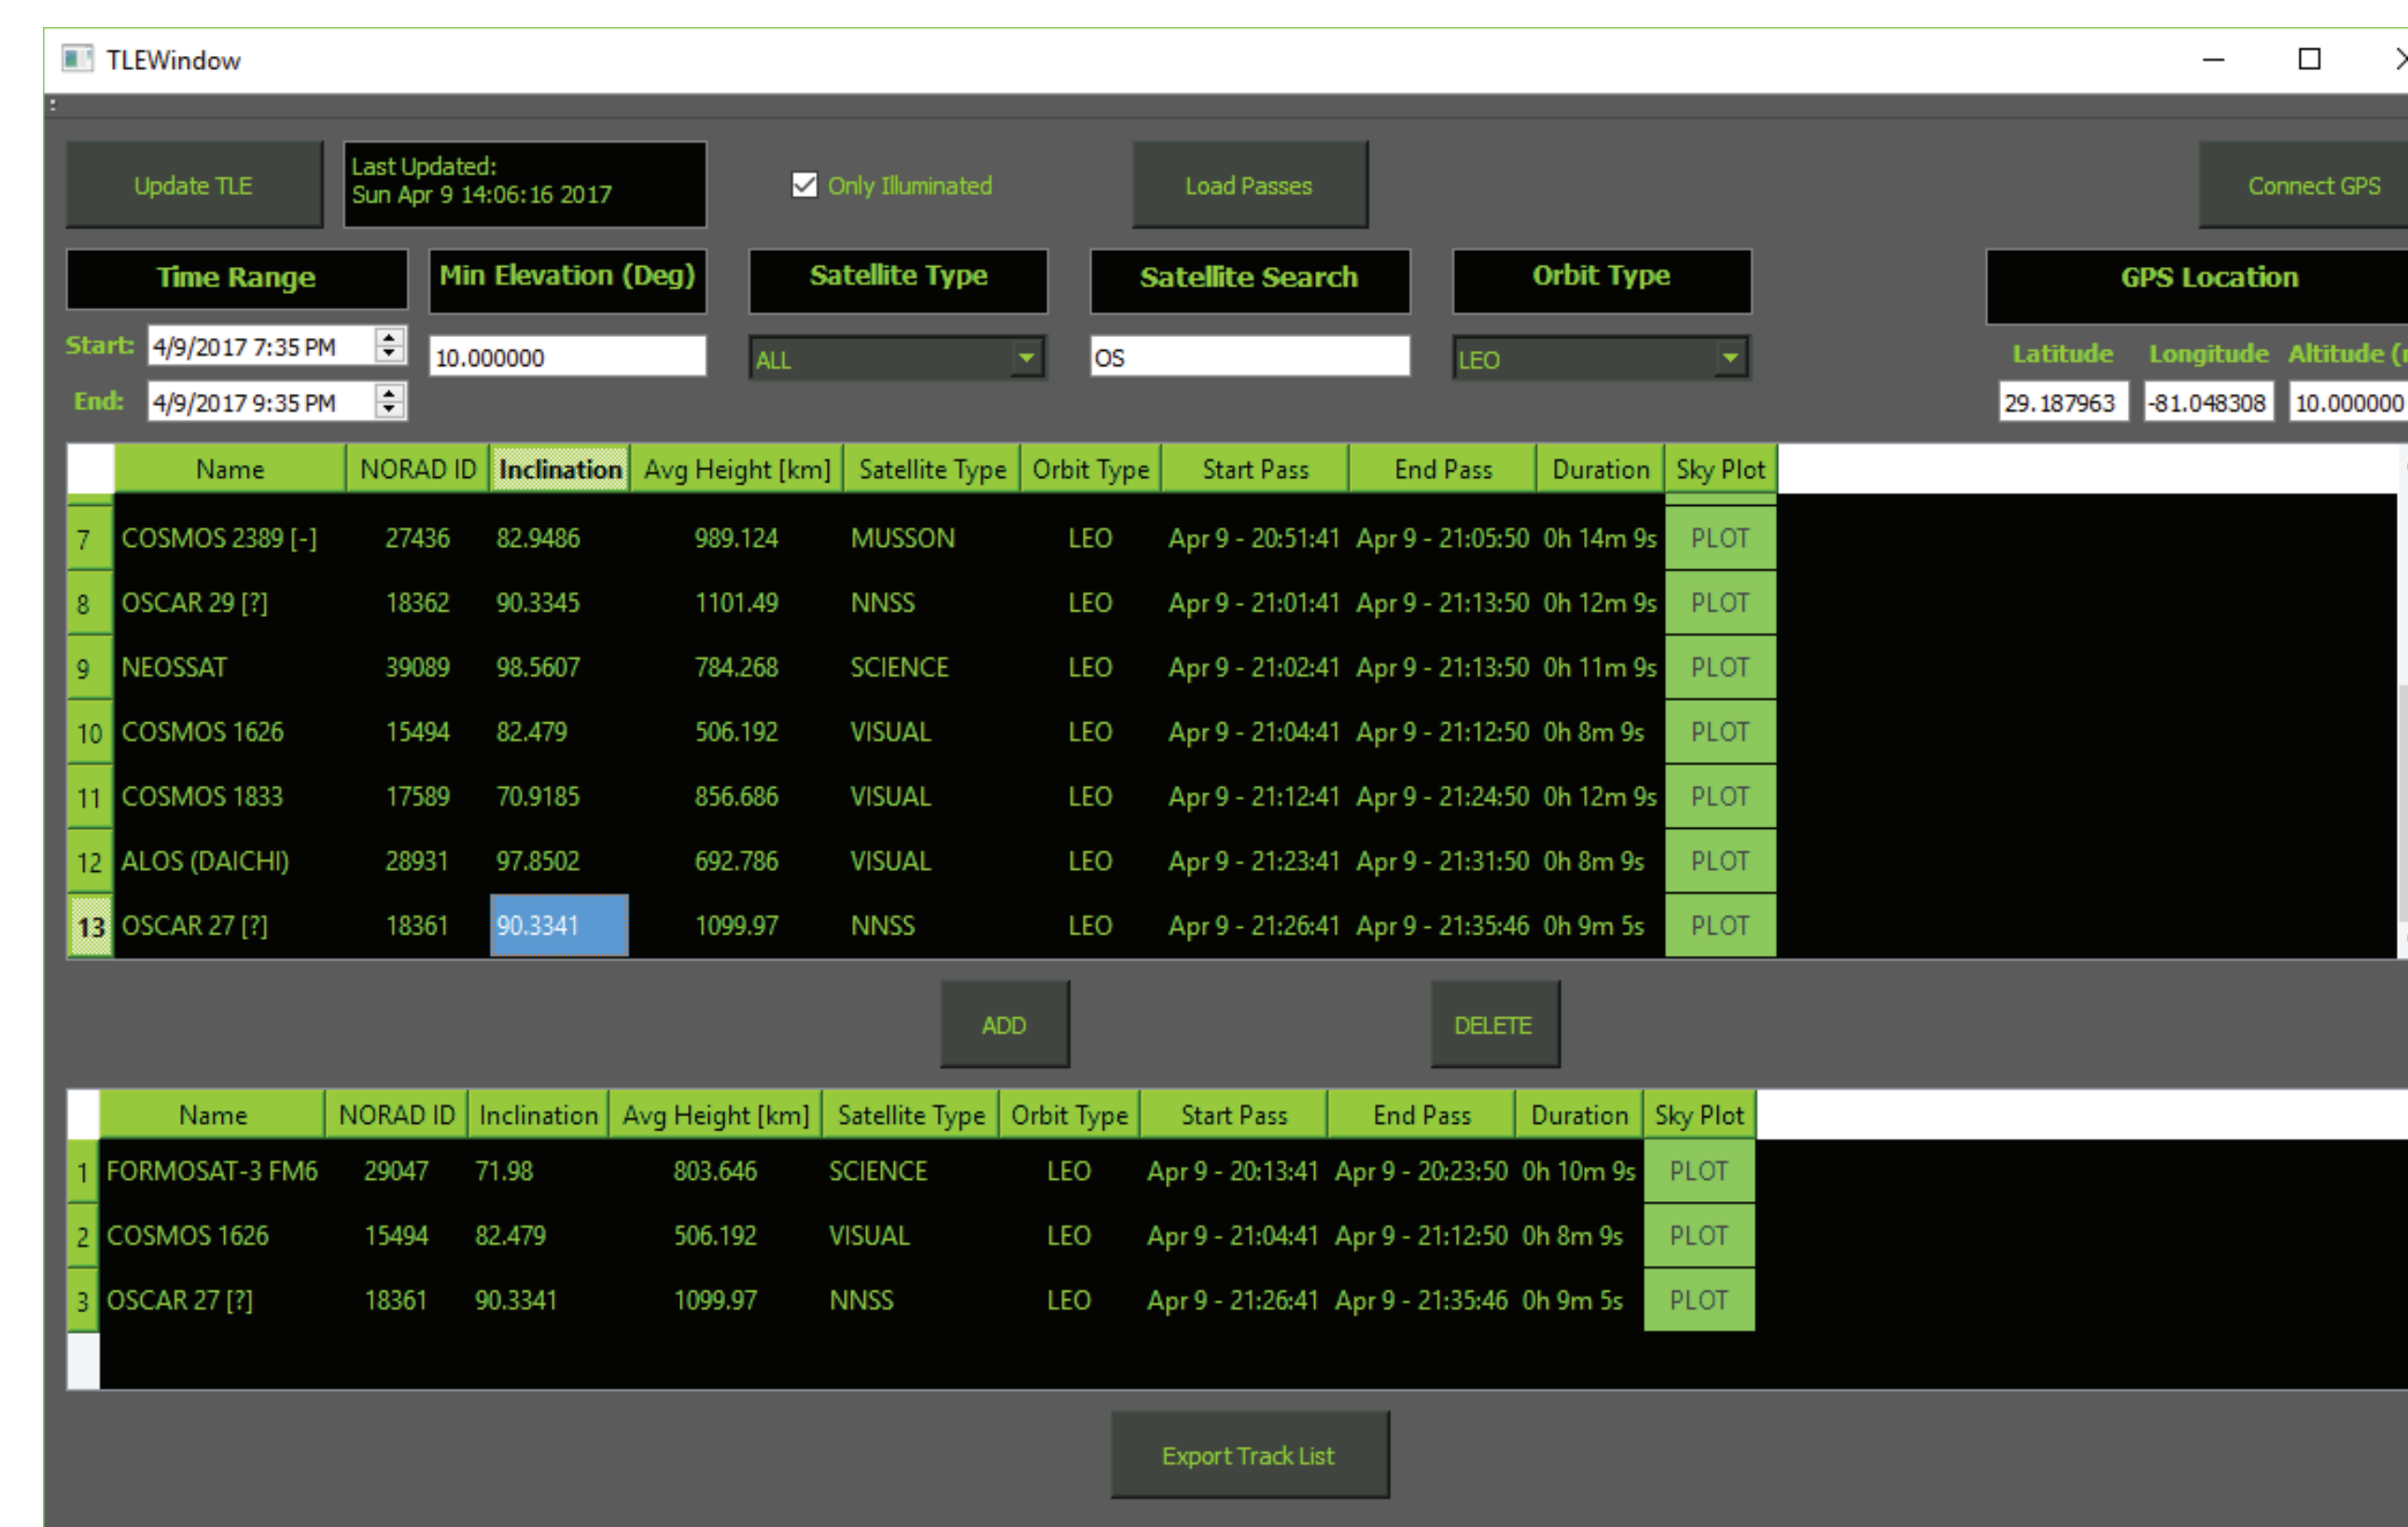 TLEWindow
Update TLE
Last Updated:
Sun Apr 9 14:06:16 2017
Only Illuminated
Load Passes
Connect GPS
Time Range
Min Elevation (Deg)
Satellite Type
Satellite Search
Orbit Type
GPS Location
Start: 4/9/2017 7:35 PM
10.000000
ALL
OS
LEO
Latitude Longitude Altitude (
End: 4/9/2017 9:35 PM
29.187963 -81.048308 10.000000
Name NORAD ID Inclination Avg Height [km] Satellite Type Orbit Type Start Pass End Pass Duration Sky Plot
7 COSMOS 2389 [-] 27436 82.9486 989.124 MUSSON LEO Apr 9 - 20:51:41 Apr 9 - 21:05:50 0h 14m 9s PLOT
8 OSCAR 29 [?] 18362 90.3345 1101.49 NNSS LEO Apr 9 - 21:01:41 Apr 9 - 21:13:50 0h 12m 9s PLOT
9 NEOSSAT 39089 98.5607 784.268 SCIENCE LEO Apr 9 - 21:02:41 Apr 9 - 21:13:50 0h 11m 9s PLOT
10 COSMOS 1626 15494 82.479 506.192 VISUAL LEO Apr 9 - 21:04:41 Apr 9 - 21:12:50 0h 8m 9s PLOT
11 COSMOS 1833 17589 70.9185 856.686 VISUAL LEO Apr 9 - 21:12:41 Apr 9 - 21:24:50 0h 12m 9s PLOT
12 ALOS (DAICHI) 28931 97.8502 692.786 VISUAL LEO Apr 9 - 21:23:41 Apr 9 - 21:31:50 0h 8m 9s PLOT
13 OSCAR 27 [?] 18361 90.3341 1099.97 NNSS LEO Apr 9 - 21:26:41 Apr 9 - 21:35:46 0h 9m 5s PLOT
ADD
DELETE
Name NORAD ID Inclination Avg Height [km] Satellite Type Orbit Type Start Pass End Pass Duration Sky Plot
1 FORMOSAT-3 FM6 29047 71.98 803.646 SCIENCE LEO Apr 9 - 20:13:41 Apr 9 - 20:23:50 0h 10m 9s PLOT
2 COSMOS 1626 15494 82.479 506.192 VISUAL LEO Apr 9 - 21:04:41 Apr 9 - 21:12:50 0h 8m 9s PLOT
3 OSCAR 27 [?] 18361 90.3341 1099.97 NNSS LEO Apr 9 - 21:26:41 Apr 9 - 21:35:46 0h 9m 5s PLOT
Export Track List